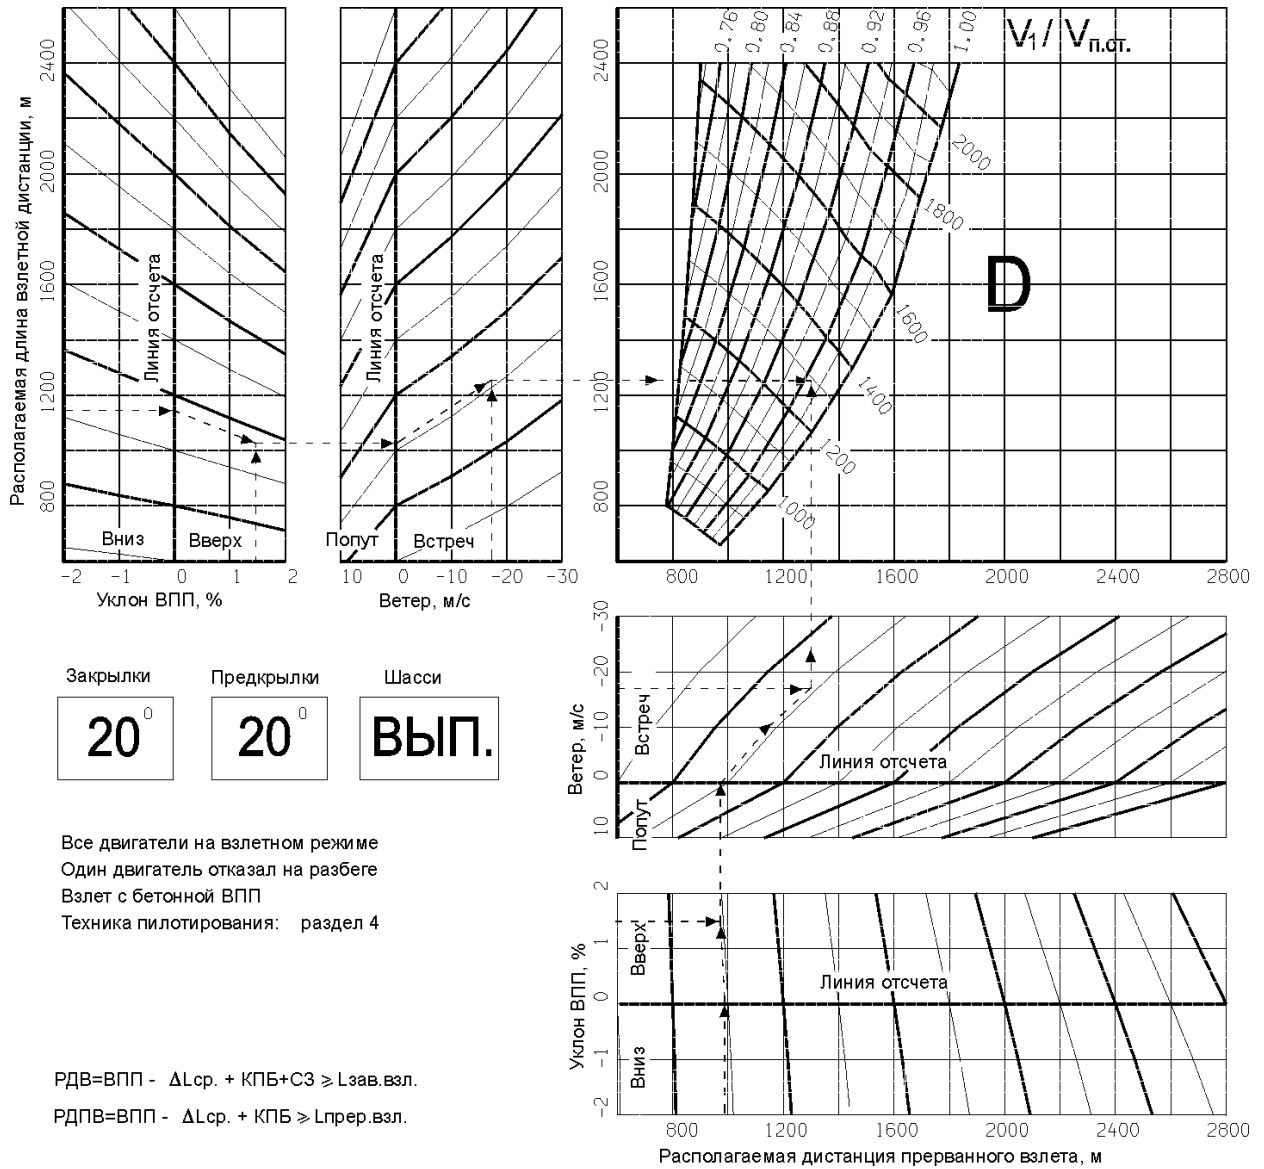 0.76 0.80 0.84 0.88 0.92 0.96 1.00
V1/ Vп.ст.
Располагаемая длина взлетной дистанции, м
2400
2000
1600
1200
800
Линия отсчета
Вниз Вверх
-2 -1 0 1 2
Уклон ВПП, %
Линия отсчета
Попут Встреч
10 0 -10 -20 -30
Ветер, м/с
2400
2000
1600
1200
800
D
2000
1800
1600
1400
1200
1000
800 1200 1600 2000 2400 2800
Закрылки Предкрылки Шасси
20° 20° ВЫП.
Ветер, м/с
-30
-20
-10
0
10
Встреч
Попут
Линия отсчета
Все двигатели на взлетном режиме
Один двигатель отказал на разбеге
Взлет с бетонной ВПП
Техника пилотирования: раздел 4
Уклон ВПП, %
2
1
0
-1
-2
Вверх
Вниз
Линия отсчета
800 1200 1600 2000 2400 2800
Располагаемая дистанция прерванного взлета, м
РДВ=ВПП - ΔLср. + КПБ+СЗ ⩾ Lзав.взл.
РДПВ=ВПП - ΔLср. + КПБ ⩾ Lпрер.взл.